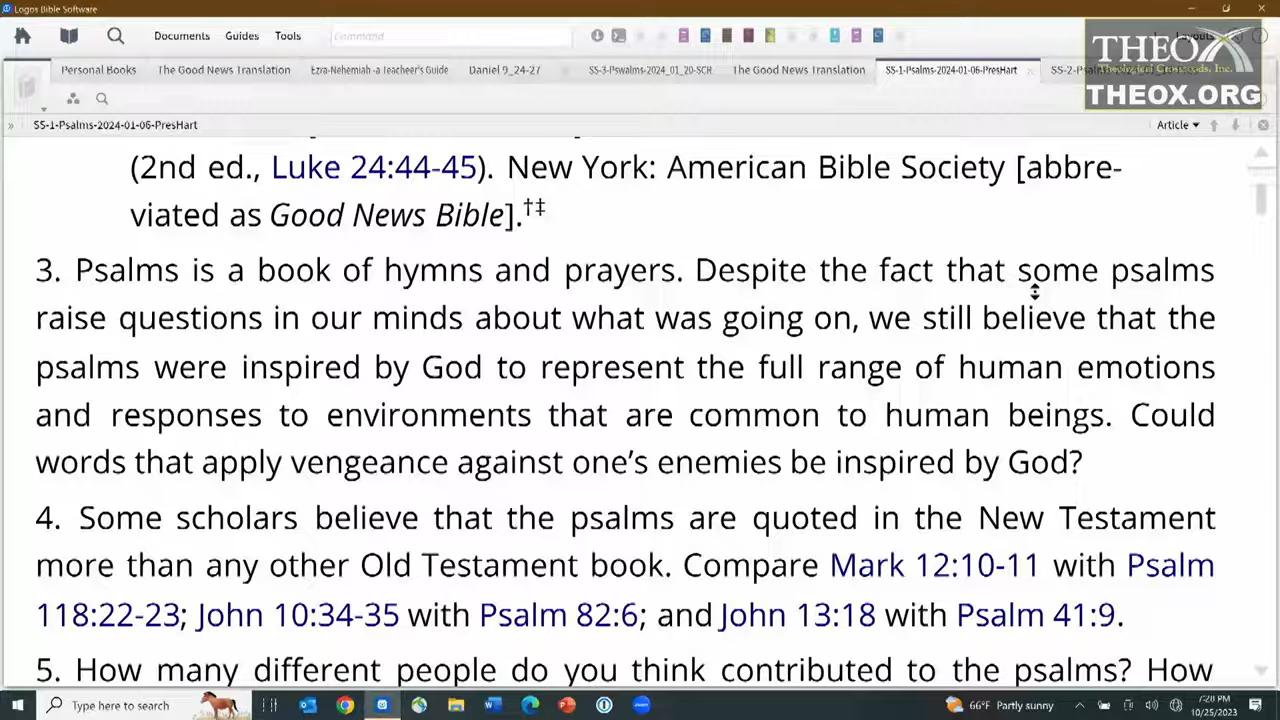 Logos Bible Software
Documents Guides Tools Command
THEOX
Theological Crossroads, Inc.
THEOX.ORG
Personal Books The Good News Translation Ezra-Nehemiah -a Teacher's Daniel 9_24-27 The Good News Translation SS-1-Psalms-2024-01-06-PresHart
SS-1-Psalms-2024-01-06-PresHart Article
(2nd ed., Luke 24:44-45). New York: American Bible Society [abbre-
viated as Good News Bible].†‡
3. Psalms is a book of hymns and prayers. Despite the fact that some psalms
raise questions in our minds about what was going on, we still believe that the
psalms were inspired by God to represent the full range of human emotions
and responses to environments that are common to human beings. Could
words that apply vengeance against one's enemies be inspired by God?
4. Some scholars believe that the psalms are quoted in the New Testament
more than any other Old Testament book. Compare Mark 12:10-11 with Psalm
118:22-23; John 10:34-35 with Psalm 82:6; and John 13:18 with Psalm 41:9.
5. How many different people do you think contributed to the psalms? How
Type here to search
66°F Partly sunny
7:28 PM
10/25/2023